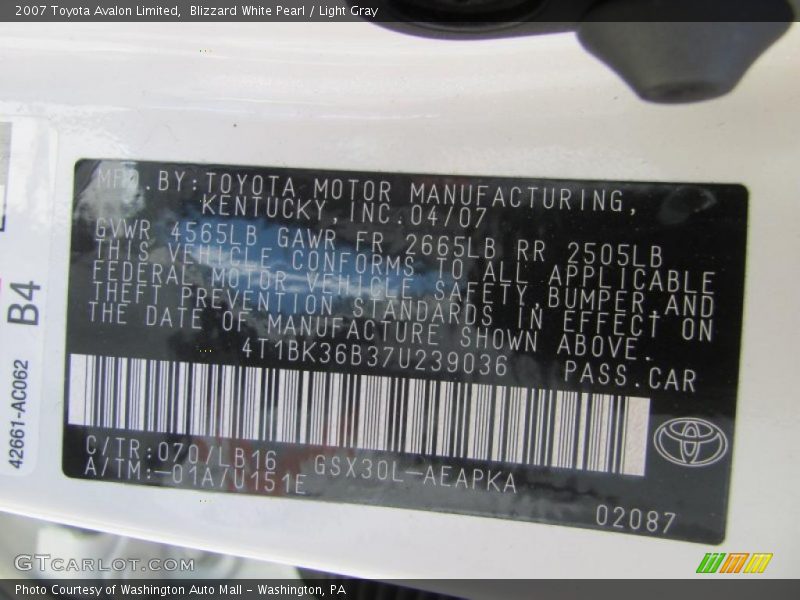 2007 Toyota Avalon Limited, Blizzard White Pearl / Light Gray
MFD.BY:TOYOTA MOTOR MANUFACTURING,
KENTUCKY,INC.04/07
GVWR 4565LB GAWR FR 2665LB RR 2505LB
THIS VEHICLE CONFORMS TO ALL APPLICABLE
FEDERAL MOTOR VEHICLE SAFETY,BUMPER,AND
THEFT PREVENTION STANDARDS IN EFFECT ON
THE DATE OF MANUFACTURE SHOWN ABOVE.
4T1BK36B37U239036 PASS.CAR
C/TR:070/LB16 GSX30L-AEAPKA
A/TM:-01A/U151E
02087
B4
42661-AC062
GTCarLot.com
Photo Courtesy of Washington Auto Mall - Washington, PA